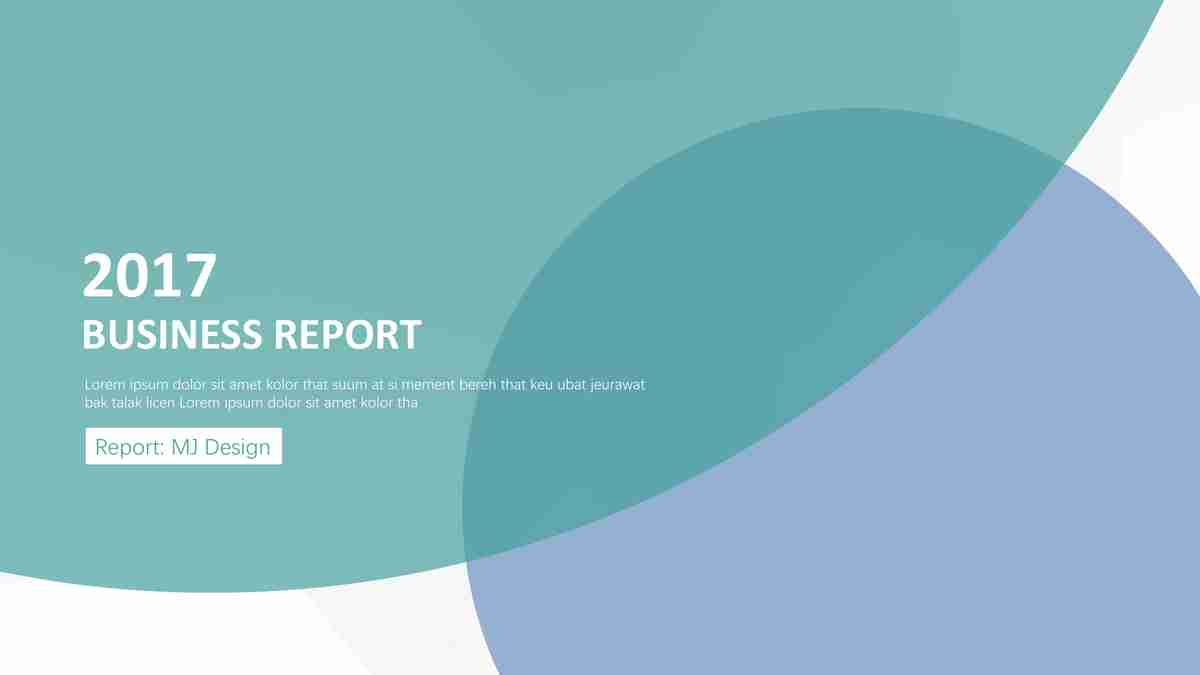 2017
BUSINESS REPORT
Lorem ipsum dolor sit amet kolor that suum at si mement bereh that keu ubat jeurawat
bak talak licen Lorem ipsum dolor sit amet kolor tha
Report: MJ Design